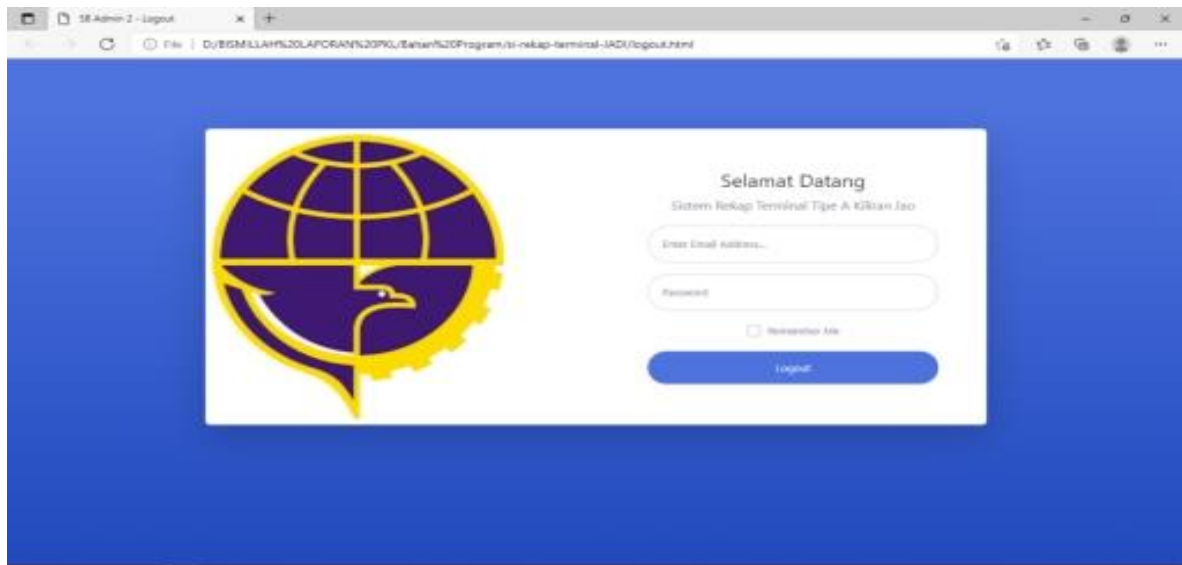 SB Admin 2 - Logout
File | D:/BISMILLAH%20LAPORAN%20PKL/Bahan%20Program/si-rekap-terminal-JADI/logout.html
Selamat Datang
Sistem Rekap Terminal Tipe A Kiliran Jao
Enter Email Address...
Password
Remember Me
Logout